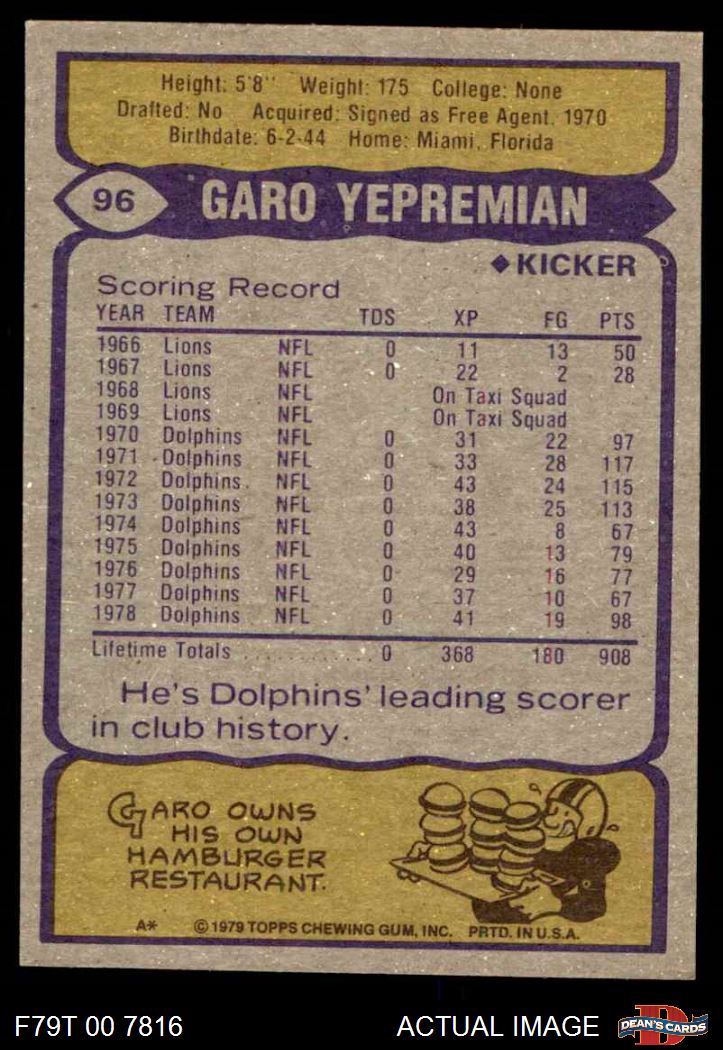 Height: 5'8" Weight: 175 College: None
Drafted: No Acquired: Signed as Free Agent, 1970
Birthdate: 6-2-44 Home: Miami, Florida
96 GARO YEPREMIAN
◆KICKER
Scoring Record
YEAR TEAM TDS XP FG PTS
1966 Lions NFL 0 11 13 50
1967 Lions NFL 0 22 2 28
1968 Lions NFL On Taxi Squad
1969 Lions NFL On Taxi Squad
1970 Dolphins NFL 0 31 22 97
1971 Dolphins NFL 0 33 28 117
1972 Dolphins NFL 0 43 24 115
1973 Dolphins NFL 0 38 25 113
1974 Dolphins NFL 0 43 8 67
1975 Dolphins NFL 0 40 13 79
1976 Dolphins NFL 0 29 16 77
1977 Dolphins NFL 0 37 10 67
1978 Dolphins NFL 0 41 19 98
Lifetime Totals ............ 0 368 180 908
He's Dolphins' leading scorer
in club history.
GARO OWNS
HIS OWN
HAMBURGER
RESTAURANT.
A* © 1979 TOPPS CHEWING GUM, INC. PRTD. IN U.S.A.
F79T 00 7816 ACTUAL IMAGE D DEAN'S CARDS